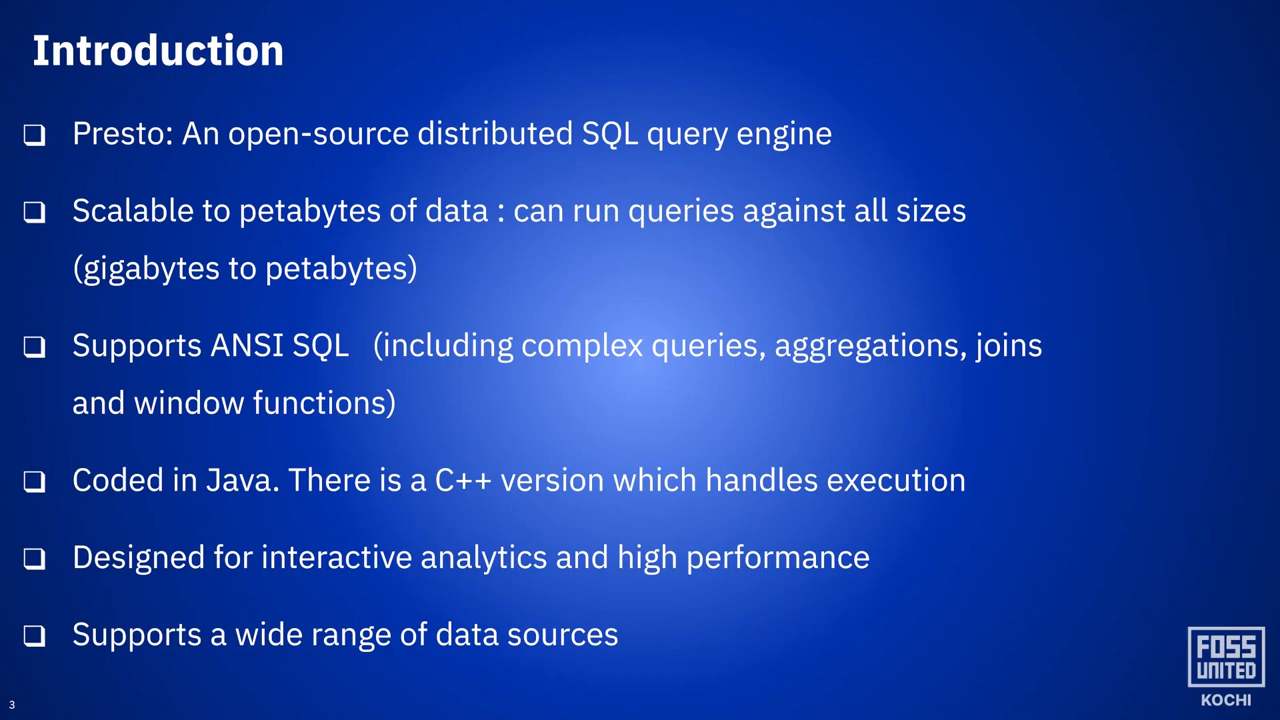 Introduction
❑ Presto: An open-source distributed SQL query engine
❑ Scalable to petabytes of data : can run queries against all sizes
(gigabytes to petabytes)
❑ Supports ANSI SQL (including complex queries, aggregations, joins
and window functions)
❑ Coded in Java. There is a C++ version which handles execution
❑ Designed for interactive analytics and high performance
❑ Supports a wide range of data sources
FOSS
UNITED
KOCHI
3